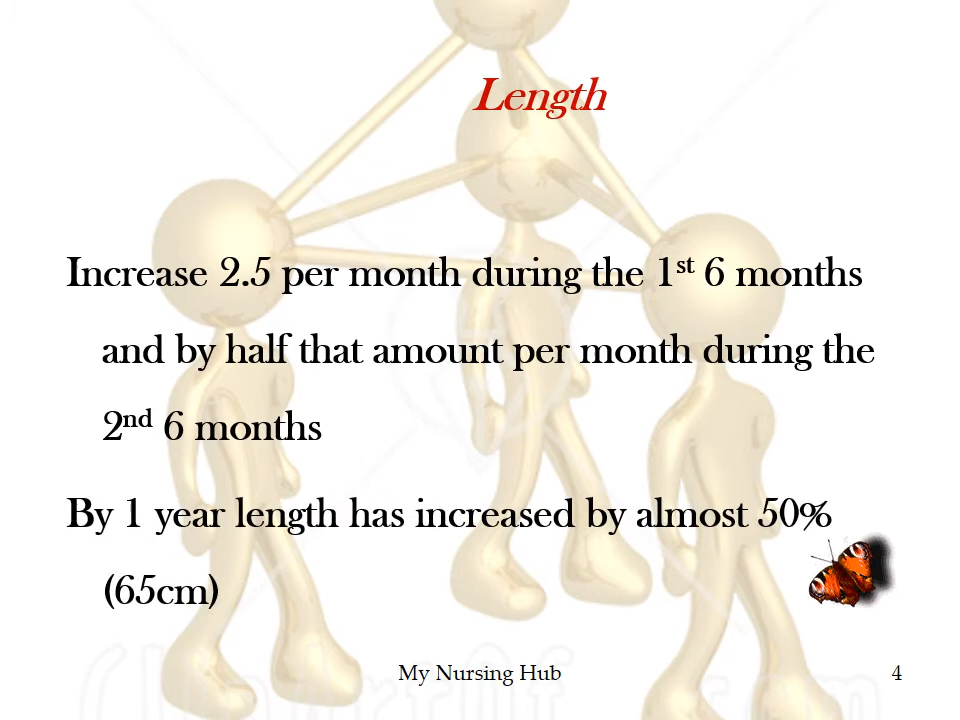 Length
Increase 2.5 per month during the 1st 6 months
and by half that amount per month during the
2nd 6 months
By 1 year length has increased by almost 50%
(65cm)
My Nursing Hub
4